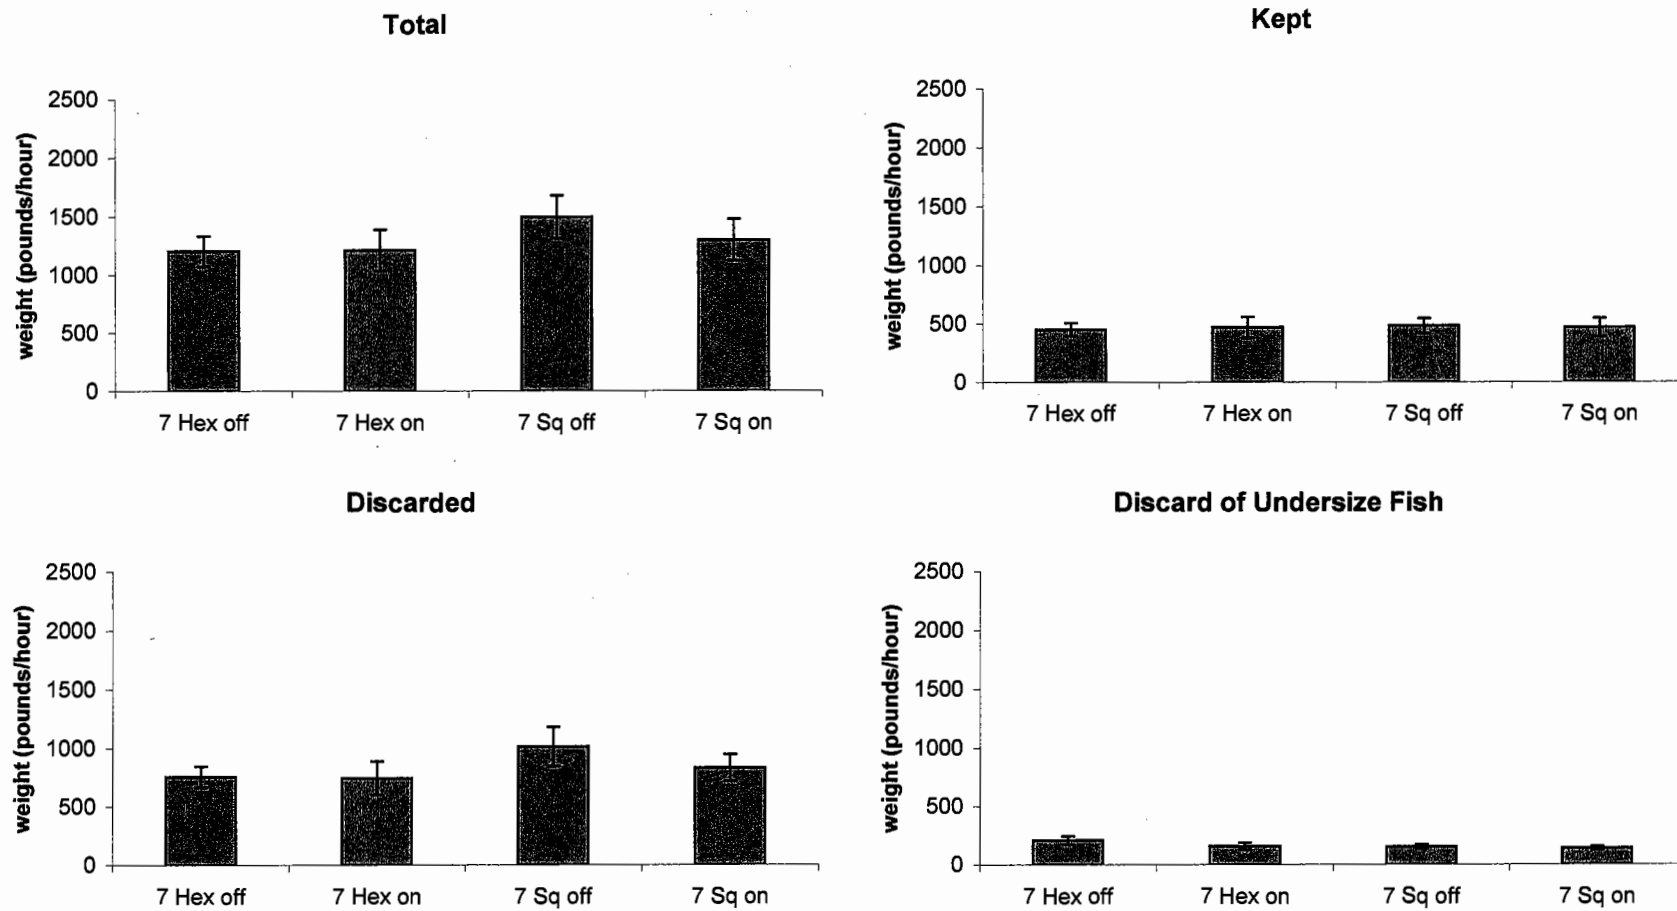 Total
weight (pounds/hour)
2500
2000
1500
1000
500
0
7 Hex off
7 Hex on
7 Sq off
7 Sq on
Kept
weight (pounds/hour)
2500
2000
1500
1000
500
0
7 Hex off
7 Hex on
7 Sq off
7 Sq on
Discarded
weight (pounds/hour)
2500
2000
1500
1000
500
0
7 Hex off
7 Hex on
7 Sq off
7 Sq on
Discard of Undersize Fish
weight (pounds/hour)
2500
2000
1500
1000
500
0
7 Hex off
7 Hex on
7 Sq off
7 Sq on